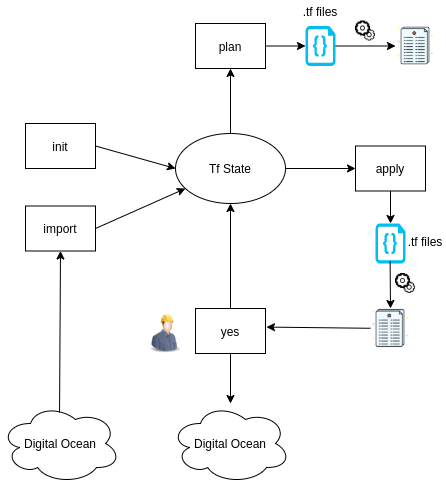 .tf files
plan
init
Tf State
apply
import
.tf files
yes
Digital Ocean
Digital Ocean